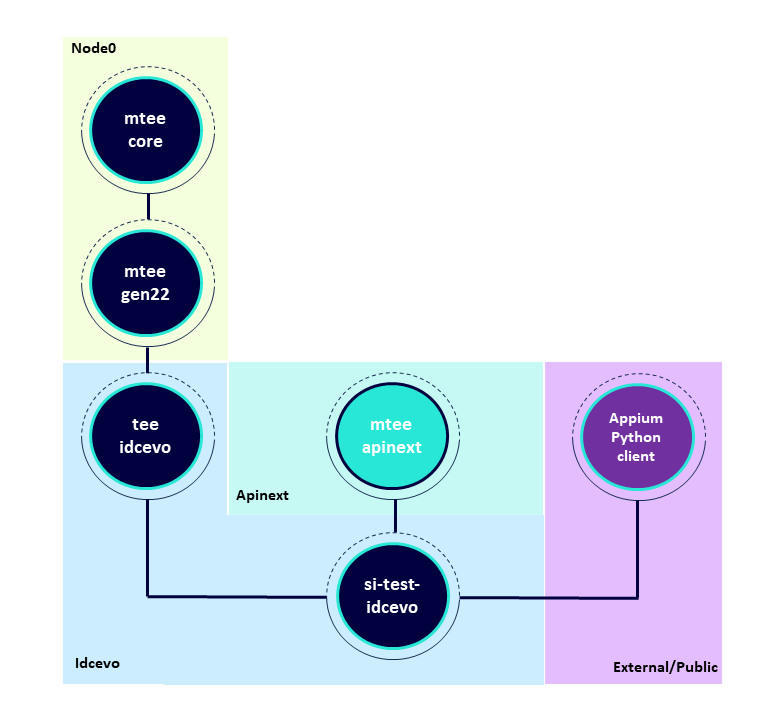 Node0
mtee
core
mtee
gen22
tee
idcevo
mtee
apinext
Appium
Python
client
Apinext
si-test-
idcevo
Idcevo
External/Public